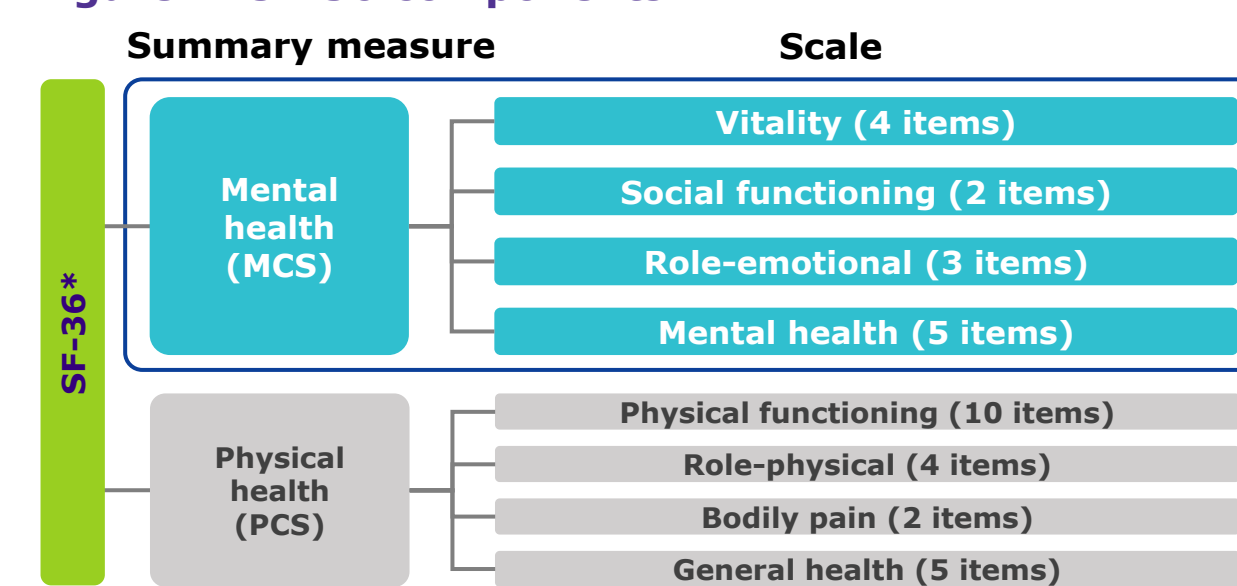 Summary measure
Scale
SF-36*
Mental
health
(MCS)
Vitality (4 items)
Social functioning (2 items)
Role-emotional (3 items)
Mental health (5 items)
Physical
health
(PCS)
Physical functioning (10 items)
Role-physical (4 items)
Bodily pain (2 items)
General health (5 items)